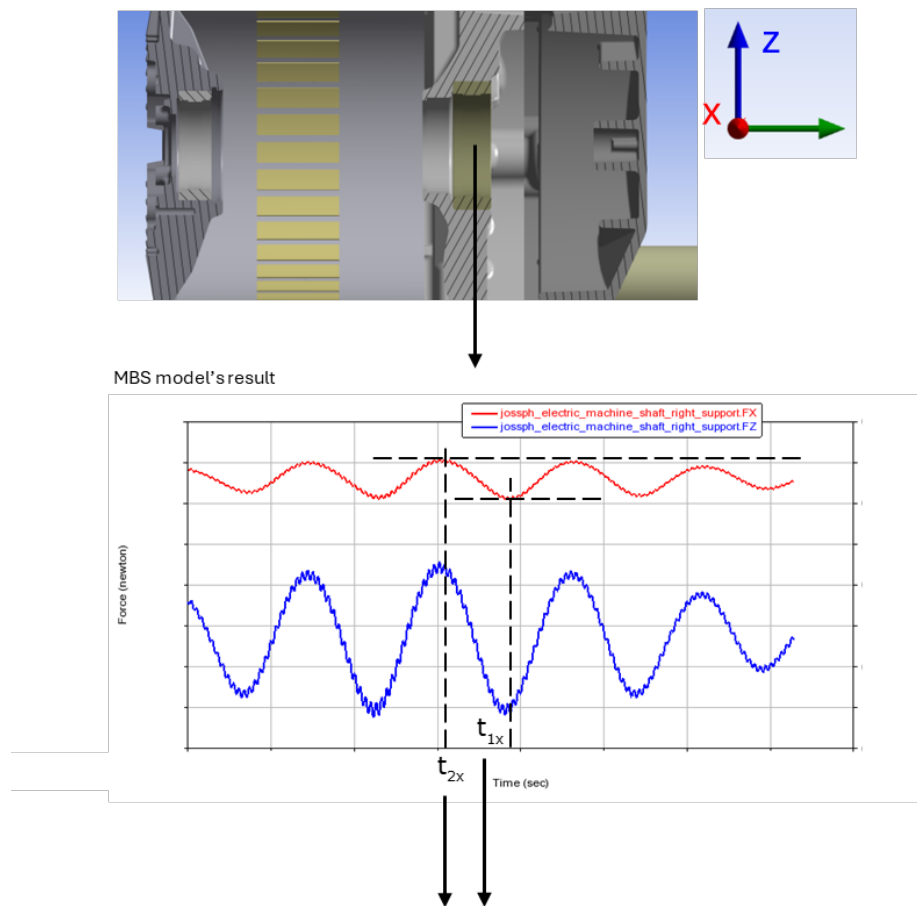 Z
X
MBS model's result
jossph_electric_machine_shaft_right_support.FX
jossph_electric_machine_shaft_right_support.FZ
Force (newton)
t1x
t2x
Time (sec)